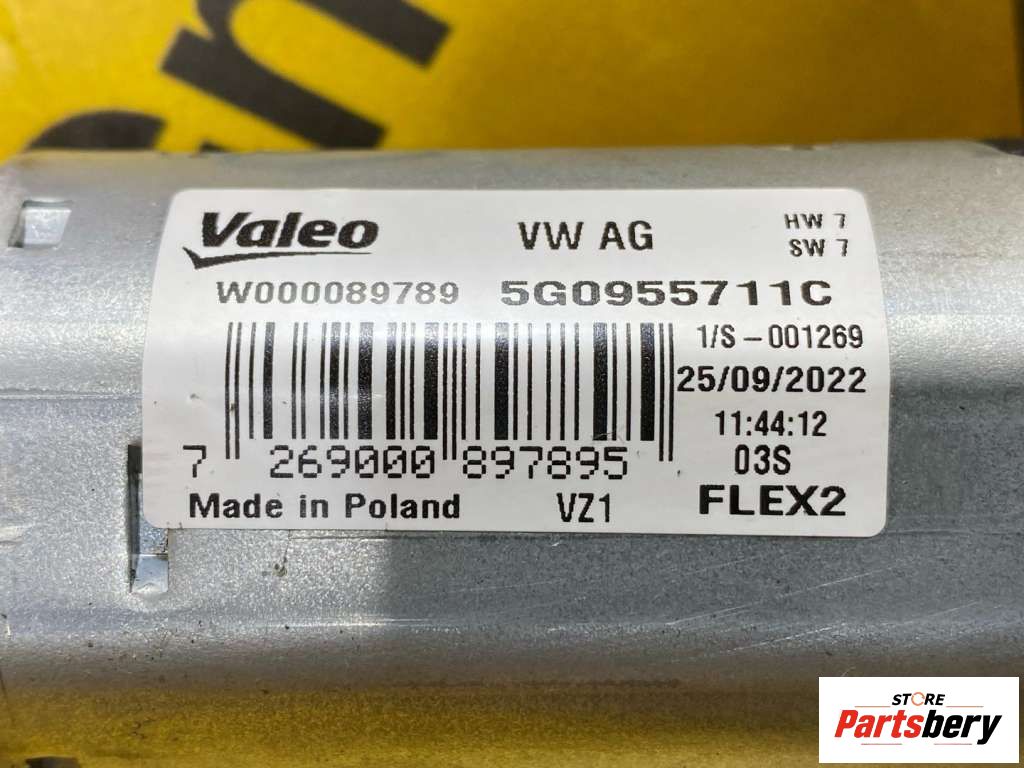 en
Valeo VW AG HW 7
SW 7
W000089789 5G0955711C
1/S - 001269
25/09/2022
11:44:12
7 269000 897895 03S
Made in Poland VZ1 FLEX2
STORE
Partsbery